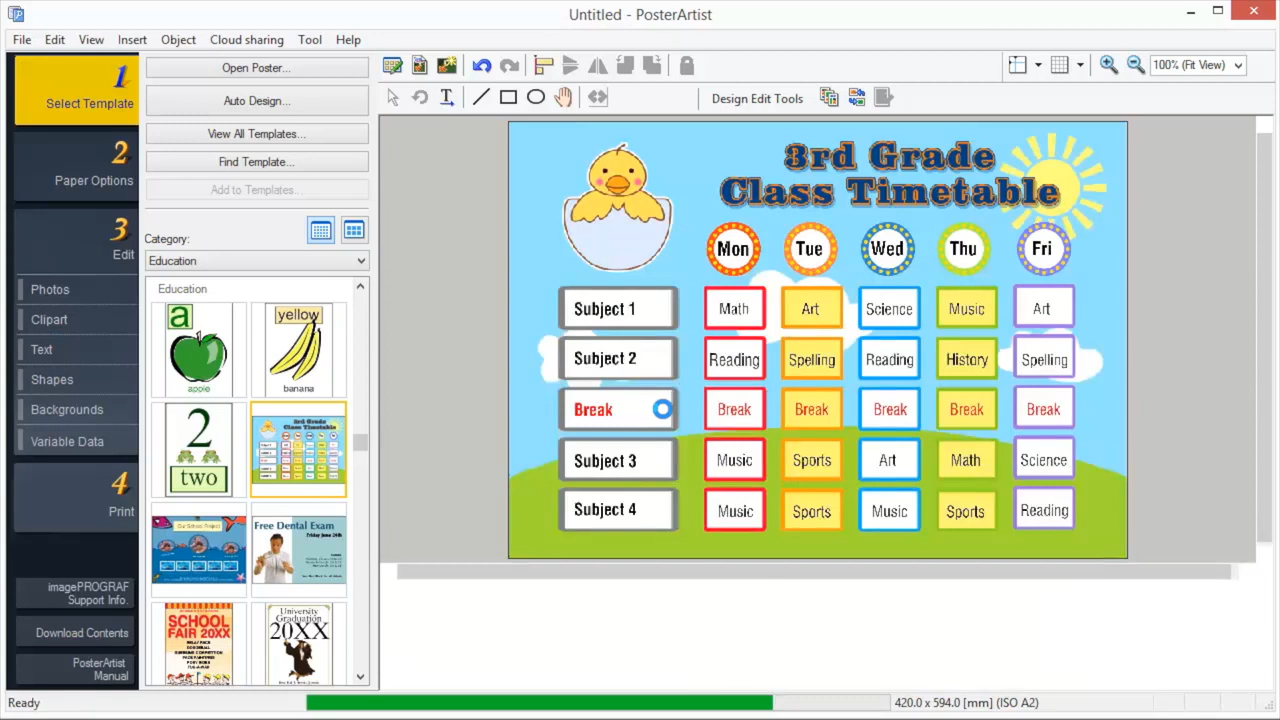 Untitled - PosterArtist
File Edit View Insert Object Cloud sharing Tool Help
1
Select Template
2
Paper Options
3
Edit
Photos
Clipart
Text
Shapes
Backgrounds
Variable Data
4
Print
imagePROGRAF
Support Info.
Download Contents
PosterArtist
Manual
Open Poster...
Auto Design...
View All Templates...
Find Template...
Add to Templates...
Category:
Education
Education
a
apple
yellow
banana
2
two
3rd Grade
Class Timetable
Our School Project
Free Dental Exam
Friday June 24th
SCHOOL
FAIR 20XX
University
Graduation
20XX
100% (Fit View)
Design Edit Tools
3rd Grade
Class Timetable
Mon Tue Wed Thu Fri
Subject 1 Math Art Science Music Art
Subject 2 Reading Spelling Reading History Spelling
Break Break Break Break Break Break
Subject 3 Music Sports Art Math Science
Subject 4 Music Sports Music Sports Reading
Ready
420.0 x 594.0 [mm] (ISO A2)